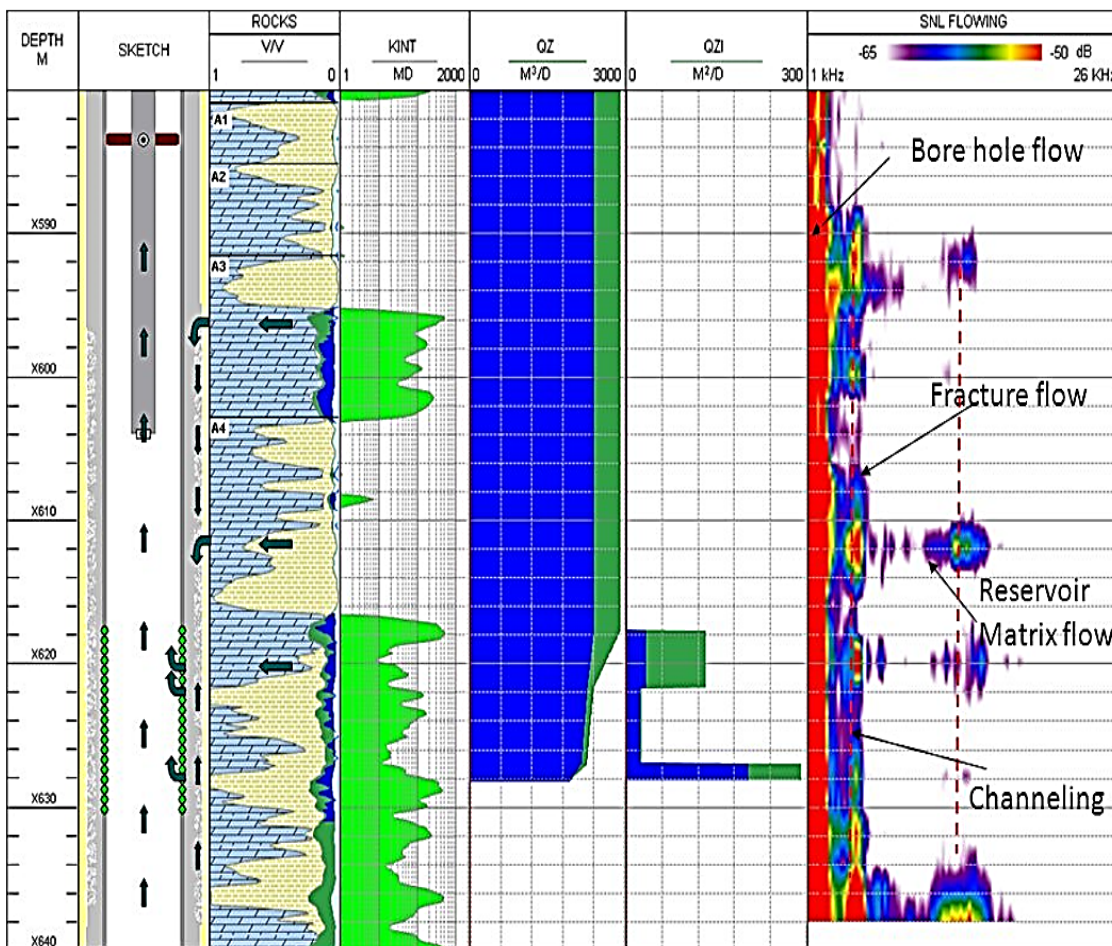 DEPTH
M
SKETCH
ROCKS
V/V
1 0
KINT
1 MD 2000
QZ
M³/D
0 3000
QZI
M²/D
0 300
SNL FLOWING
-65 -50 dB
1 kHz 26 KHz
A1
A2
A3
A4
X590
X600
X610
X620
X630
X640
Bore hole flow
Fracture flow
Reservoir
Matrix flow
Channeling